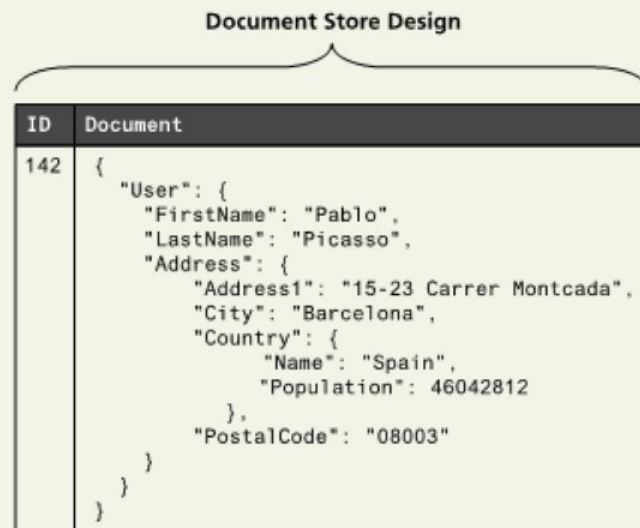 Document Store Design
ID Document
142 {
"User": {
"FirstName": "Pablo",
"LastName": "Picasso",
"Address": {
"Address1": "15-23 Carrer Montcada",
"City": "Barcelona",
"Country": {
"Name": "Spain",
"Population": 46042812
},
"PostalCode": "08003"
}
}
}